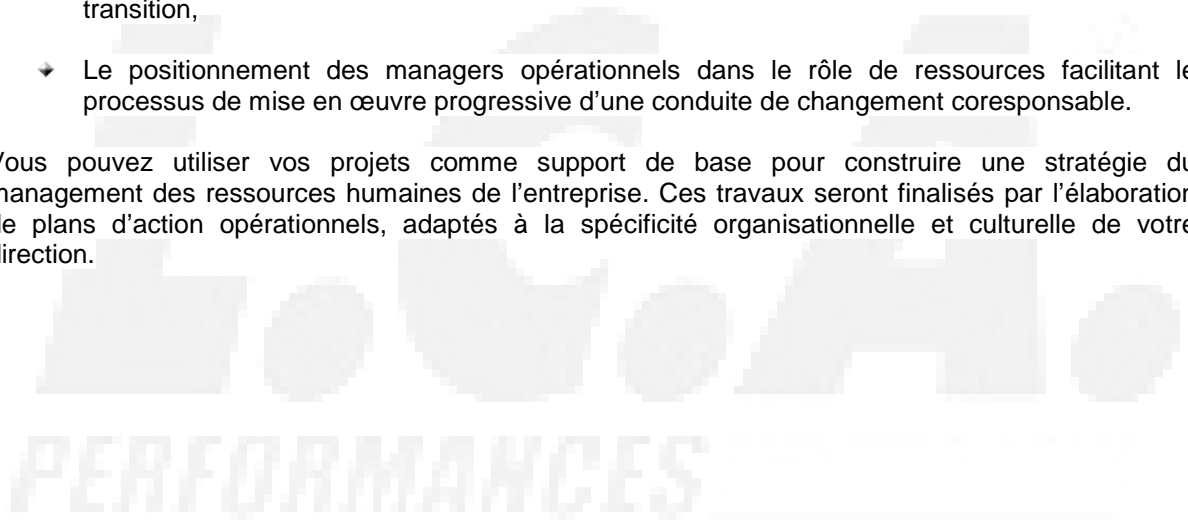 transition,
Le positionnement des managers opérationnels dans le rôle de ressources facilitant le
processus de mise en œuvre progressive d'une conduite de changement coresponsable.
Vous pouvez utiliser vos projets comme support de base pour construire une stratégie du
management des ressources humaines de l'entreprise. Ces travaux seront finalisés par l'élaboration
de plans d'action opérationnels, adaptés à la spécificité organisationnelle et culturelle de votre
direction.
I.C.A.
PERFORMANCES